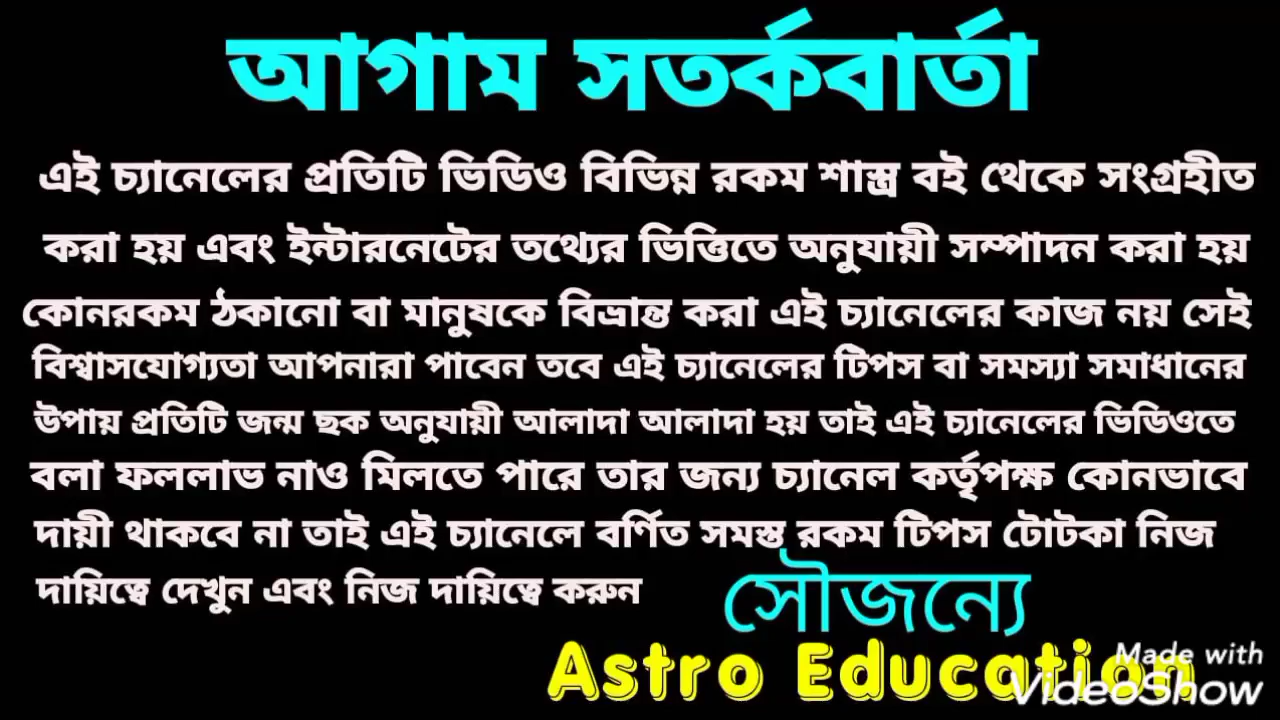 আগাম সতর্কবার্তা
এই চ্যানেলের প্রতিটি ভিডিও বিভিন্ন রকম শাস্ত্র বই থেকে সংগ্রহীত
করা হয় এবং ইন্টারনেটের তথ্যের ভিত্তিতে অনুযায়ী সম্পাদন করা হয়
কোনরকম ঠকানো বা মানুষকে বিভ্রান্ত করা এই চ্যানেলের কাজ নয় সেই
বিশ্বাসযোগ্যতা আপনারা পাবেন তবে এই চ্যানেলের টিপস বা সমস্যা সমাধানের
উপায় প্রতিটি জন্ম ছক অনুযায়ী আলাদা আলাদা হয় তাই এই চ্যানেলের ভিডিওতে
বলা ফললাভ নাও মিলতে পারে তার জন্য চ্যানেল কর্তৃপক্ষ কোনভাবে
দায়ী থাকবে না তাই এই চ্যানেলে বর্ণিত সমস্ত রকম টিপস টোটকা নিজ
দায়িত্বে দেখুন এবং নিজ দায়িত্বে করুন
সৌজন্যে
Astro Education
Made with
VideoShow